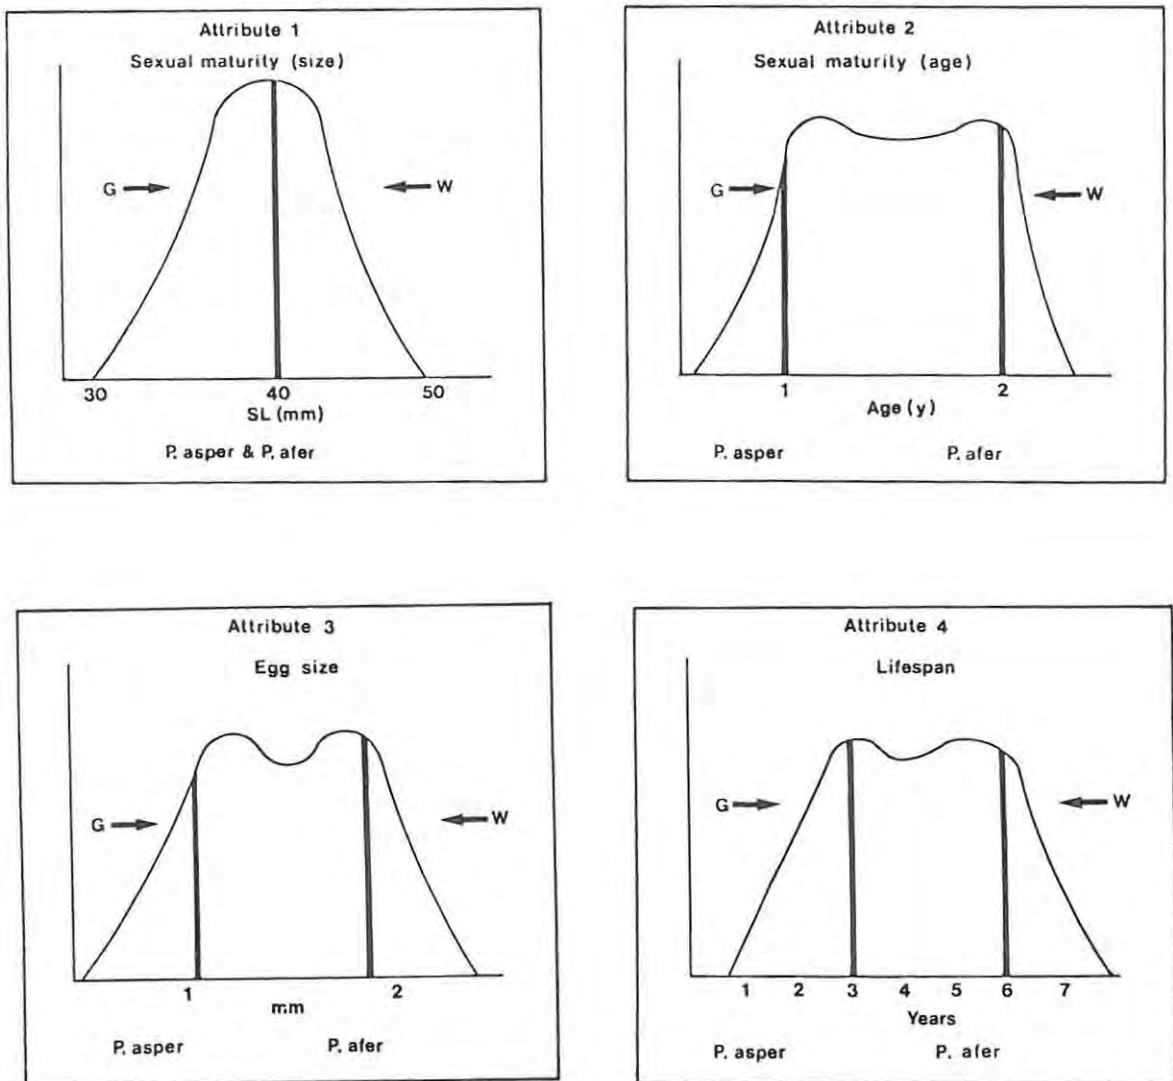 Attribute 1
Sexual maturity (size)
G
W
30 40 50
SL (mm)
P. asper & P. afer
Attribute 2
Sexual maturity (age)
G
W
1 2
Age (y)
P. asper P. afer
Attribute 3
Egg size
G
W
1 2
mm
P. asper P. afer
Attribute 4
Lifespan
G
W
1 2 3 4 5 6 7
Years
P. asper P. afer